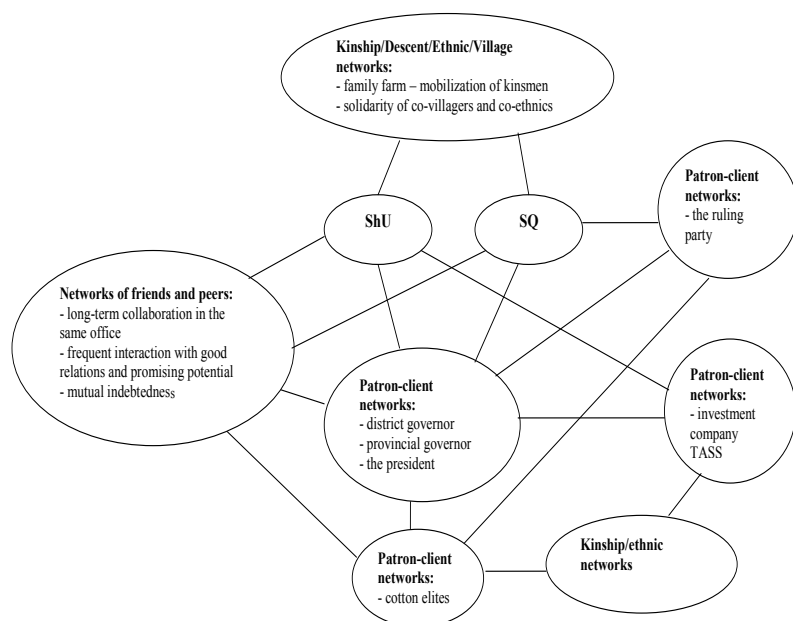 Kinship/Descent/Ethnic/Village
networks:
- family farm – mobilization of kinsmen
- solidarity of co-villagers and co-ethnics
ShU
SQ
Patron-client
networks:
- the ruling
party
Networks of friends and peers:
- long-term collaboration in the
same office
- frequent interaction with good
relations and promising potential
- mutual indebtedness
Patron-client
networks:
- district governor
- provincial governor
- the president
Patron-client
networks:
- investment
company
TASS
Patron-client
networks:
- cotton elites
Kinship/ethnic
networks